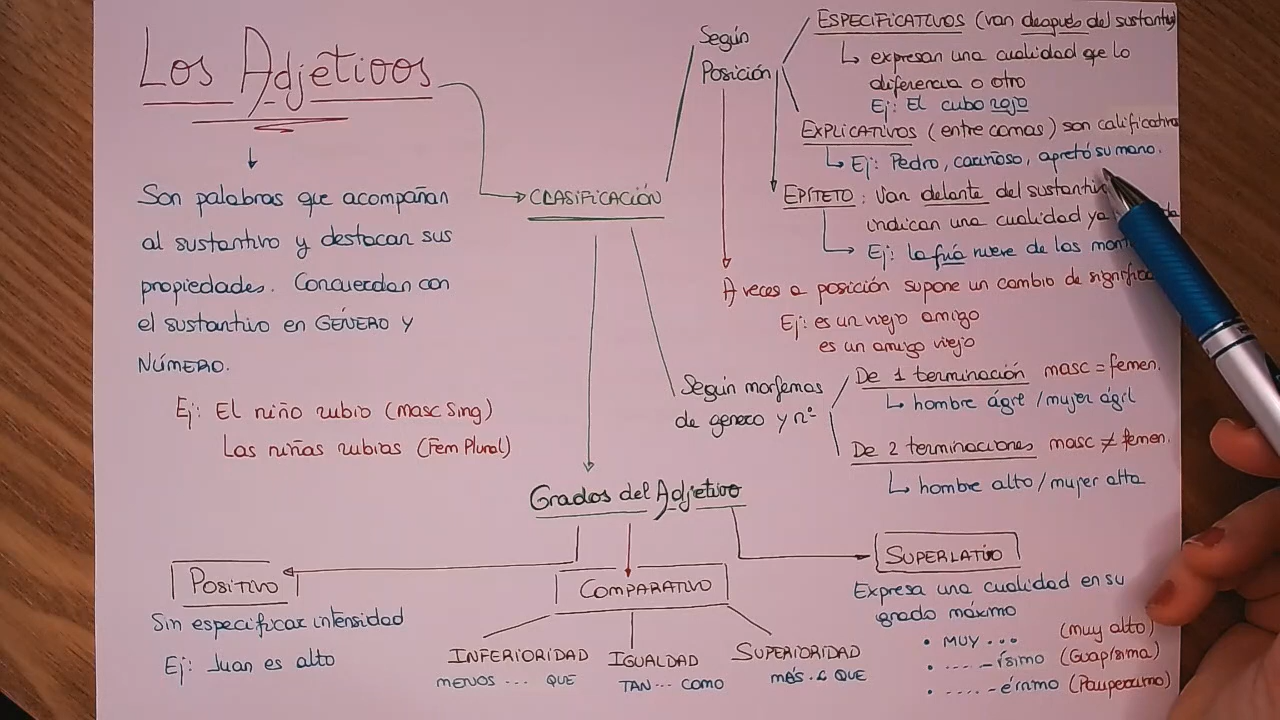 Los Adjetivos
Son palabras que acompañan
al sustantivo y destacan sus
propiedades. Concuerdan con
el sustantivo en GÉNERO Y
NÚMERO.
Ej: El niño rubio (masc Sing)
Las niñas rubias (Fem Plural)
CLASIFICACIÓN
Según
Posición
ESPECIFICATIVOS (van después del sustantivo
expresan una cualidad que lo
diferencia a otro
Ej: El cubo rojo
EXPLICATIVOS (entre comas) son calificativos
Ej: Pedro, cariñoso, apretó su mano.
EPÍTETO: Van delante del
indican una cualidad ya
Ej: la fría nieve de las
A veces a posición supone un cambio de
Ej: es un viejo amigo
es un amigo viejo
Según morfemas
de genero y nº
De 1 terminación masc = femen.
hombre ágil / mujer ágil
De 2 terminaciones masc ≠ femen.
hombre alto / mujer alta
Grados del Adjetivo
POSITIVO
Sin especificar intensidad
Ej: Juan es alto
COMPARATIVO
INFERIORIDAD
MENOS ... QUE
IGUALDAD
TAN ... COMO
SUPERIORIDAD
MÁS ... QUE
SUPERLATIVO
Expresa una cualidad en su
grado máximo
• MUY ... (muy alto)
• .....-ísimo (Guapísima)
• .....-érrimo (Paupérrimo)